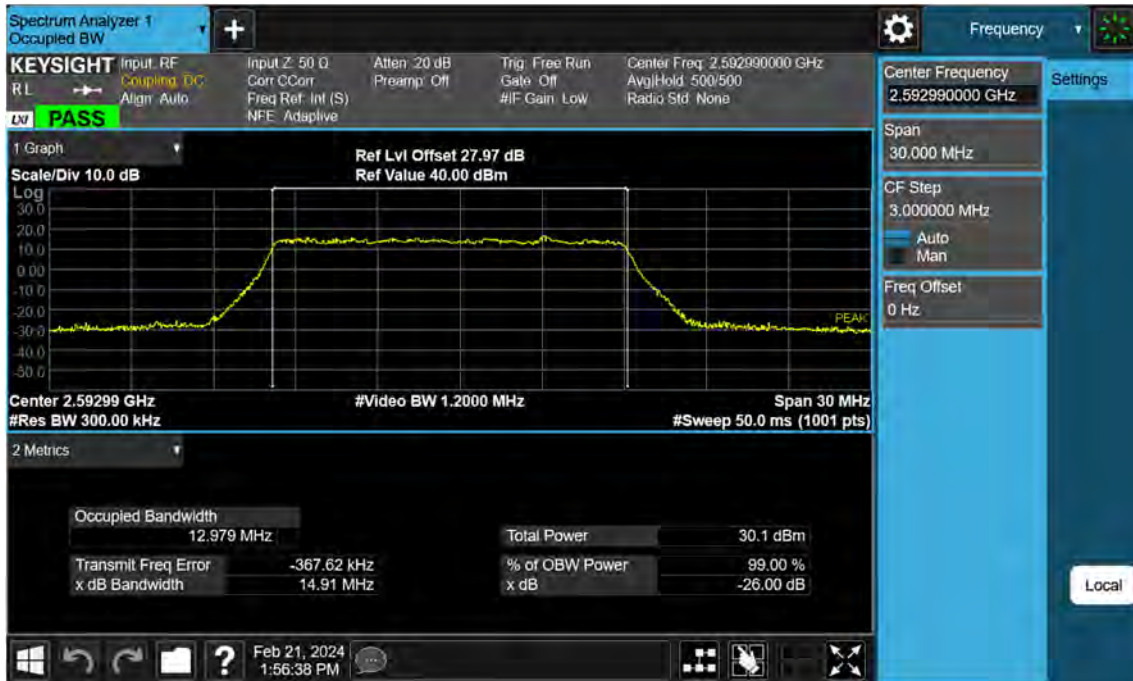 Spectrum Analyzer 1
Occupied BW
Frequency
KEYSIGHT
RL
LXI
PASS
Input: RF
Coupling: DC
Align: Auto
Input Z: 50 Ω
Corr CCorr
Freq Ref: Int (S)
NFE: Adaptive
Atten: 20 dB
Preamp: Off
Trig: Free Run
Gate: Off
#IF Gain: Low
Center Freq: 2.592990000 GHz
Avg|Hold: 500/500
Radio Std: None
1 Graph
Scale/Div 10.0 dB
Ref Lvl Offset 27.97 dB
Ref Value 40.00 dBm
Log
30.0
20.0
10.0
0.00
-10.0
-20.0
-30.0
-40.0
-50.0
PEAK
Center 2.59299 GHz
#Video BW 1.2000 MHz
Span 30 MHz
#Res BW 300.00 kHz
#Sweep 50.0 ms (1001 pts)
2 Metrics
Occupied Bandwidth
12.979 MHz
Transmit Freq Error -367.62 kHz
x dB Bandwidth 14.91 MHz
Total Power 30.1 dBm
% of OBW Power 99.00 %
x dB -26.00 dB
?
Feb 21, 2024
1:56:38 PM
Center Frequency
2.592990000 GHz
Span
30.000 MHz
CF Step
3.000000 MHz
Auto
Man
Freq Offset
0 Hz
Settings
Local